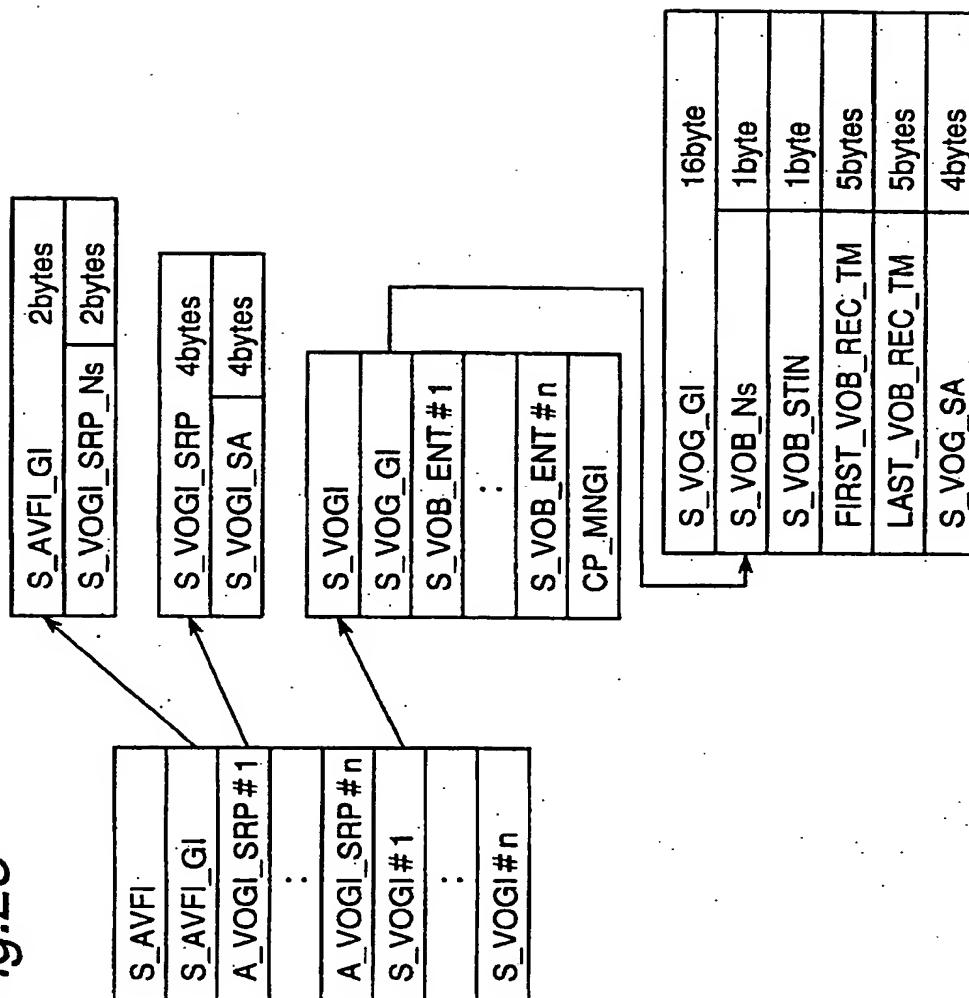 S_AVFI
S_AVFI_GI
A_VOGI_SRP#1
:
A_VOGI_SRP#n
S_VOGI#1
:
S_VOGI#n
S_AVFI_GI 2bytes
S_VOGI_SRP_Ns 2bytes
S_VOGI_SRP 4bytes
S_VOGI_SA 4bytes
S_VOGI
S_VOG_GI
S_VOB_ENT#1
:
S_VOB_ENT#n
CP_MNGI
S_VOG_GI 16byte
S_VOB_Ns 1byte
S_VOB_STIN 1byte
FIRST_VOB_REC_TM 5bytes
LAST_VOB_REC_TM 5bytes
S_VOG_SA 4bytes